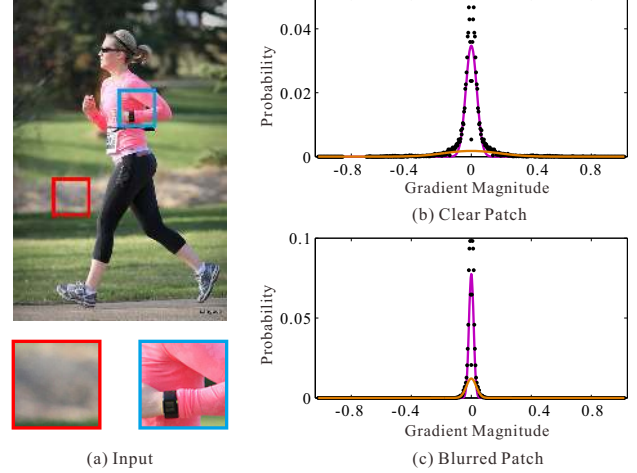 0.04
0.02
0
Probability
-0.8
-0.4
0
0.4
0.8
Gradient Magnitude
(b) Clear Patch
0.1
0.05
0
Probability
-0.8
-0.4
0
0.4
0.8
Gradient Magnitude
(a) Input
(c) Blurred Patch